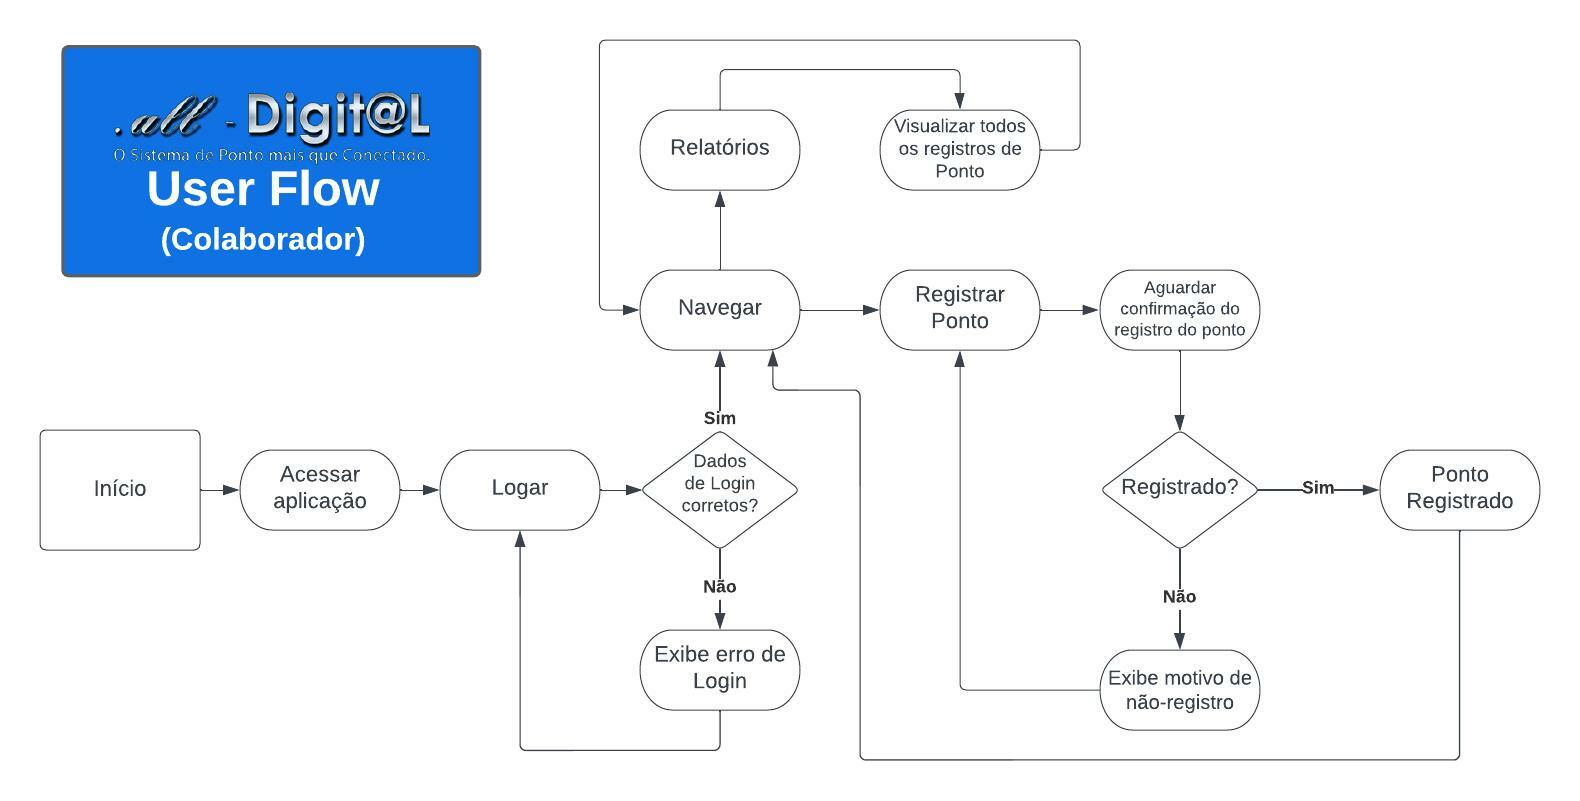 .all - Digit@L
O Sistema de Ponto mais que Conectado.
User Flow
(Colaborador)
Relatórios
Visualizar todos
os registros de
Ponto
Navegar
Registrar
Ponto
Aguardar
confirmação do
registro do ponto
Sim
Início
Acessar
aplicação
Logar
Dados
de Login
corretos?
Registrado?
Sim
Ponto
Registrado
Não
Não
Exibe erro de
Login
Exibe motivo de
não-registro